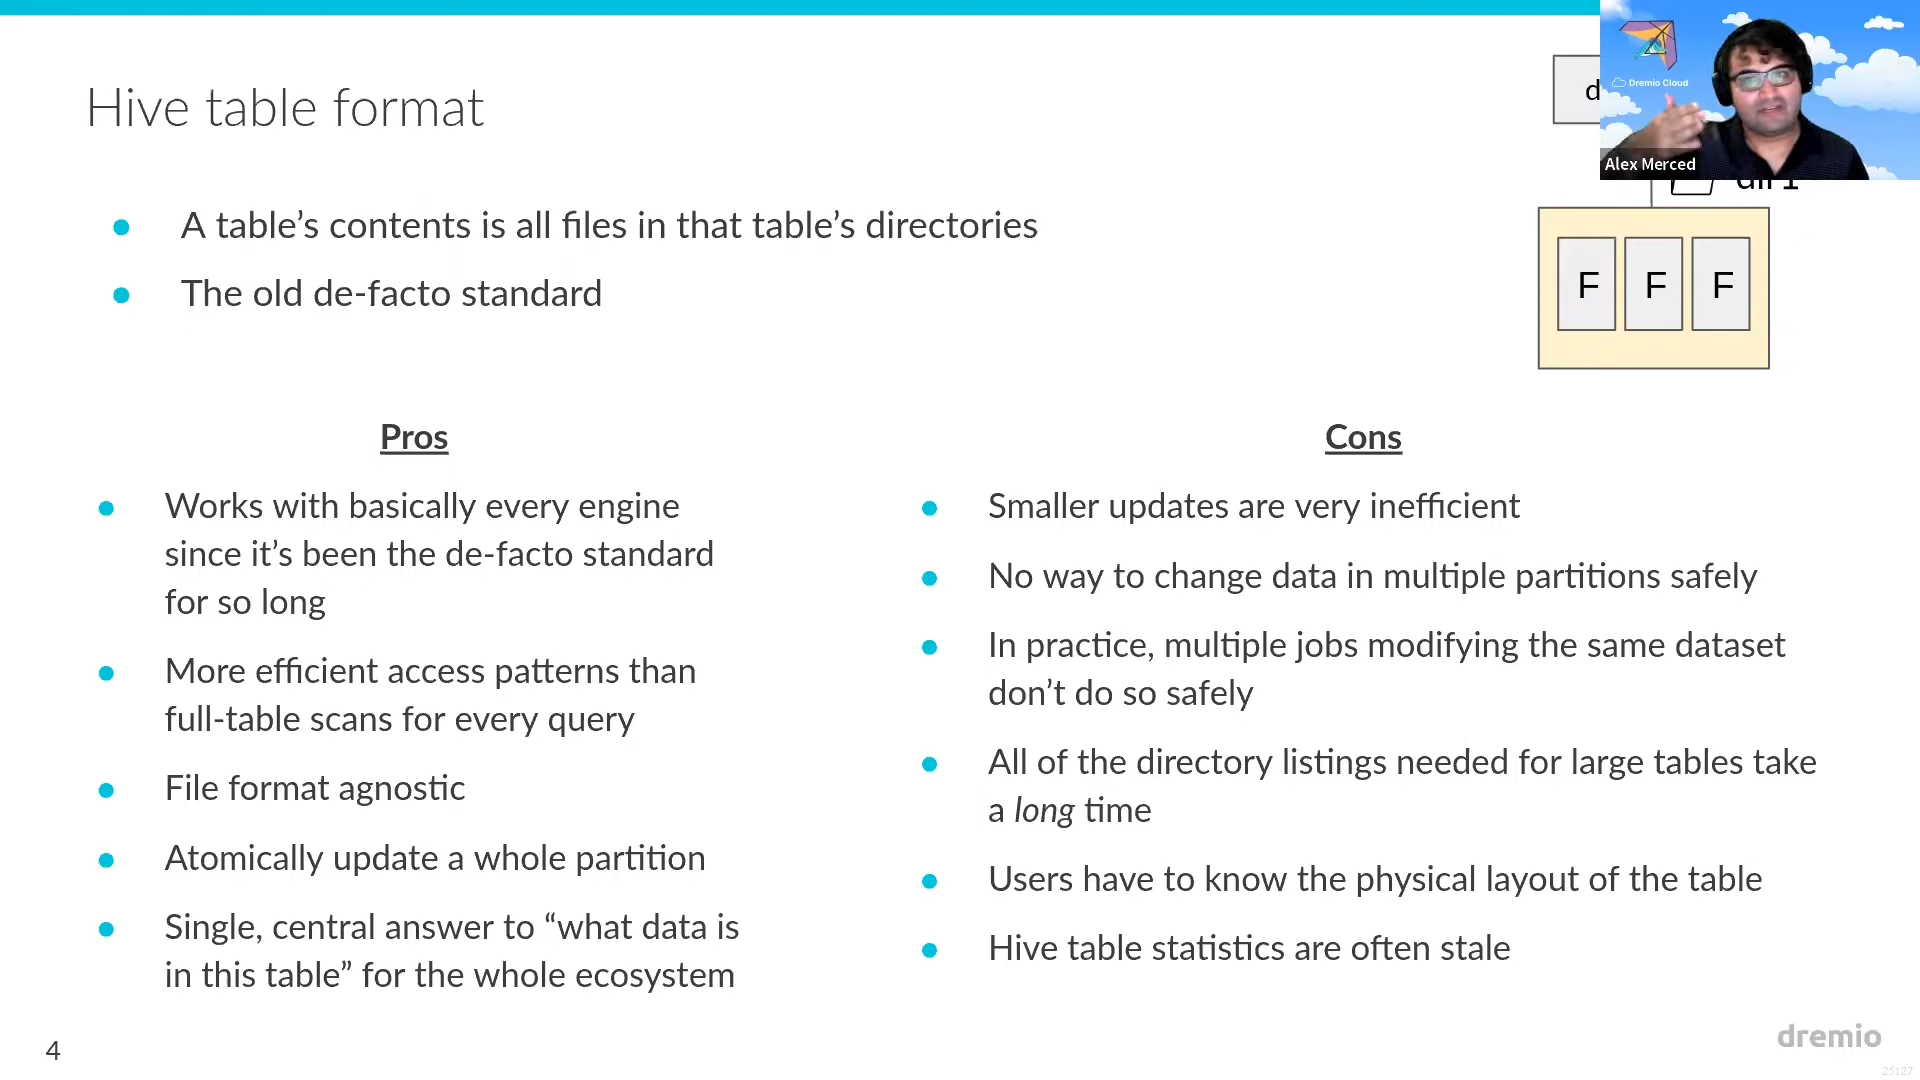 Hive table format
Dremio Cloud
Alex Merced
dir1
● A table’s contents is all files in that table’s directories
● The old de-facto standard
F F F
Pros
● Works with basically every engine
since it’s been the de-facto standard
for so long
● More efficient access patterns than
full-table scans for every query
● File format agnostic
● Atomically update a whole partition
● Single, central answer to “what data is
in this table” for the whole ecosystem
Cons
● Smaller updates are very inefficient
● No way to change data in multiple partitions safely
● In practice, multiple jobs modifying the same dataset
don’t do so safely
● All of the directory listings needed for large tables take
a long time
● Users have to know the physical layout of the table
● Hive table statistics are often stale
4
dremio
25127